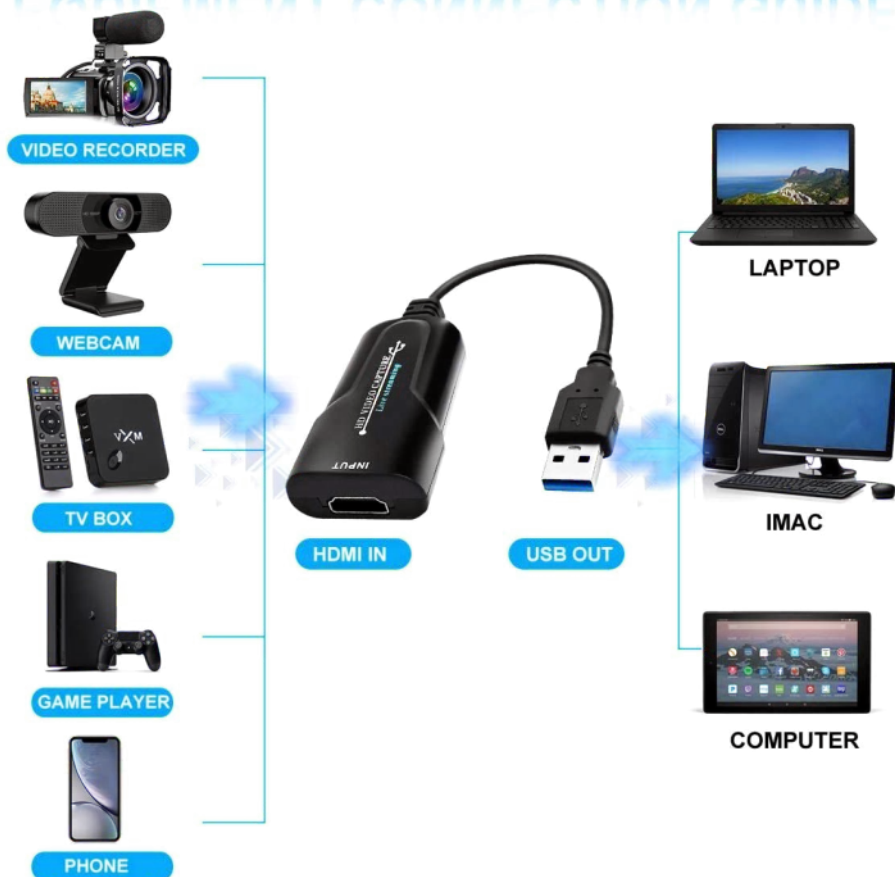 VIDEO RECORDER
WEBCAM
VXM
TV BOX
GAME PLAYER
PHONE
HD VIDEO CAPTURE
Live streaming
INPUT
HDMI IN
USB OUT
LAPTOP
IMAC
COMPUTER